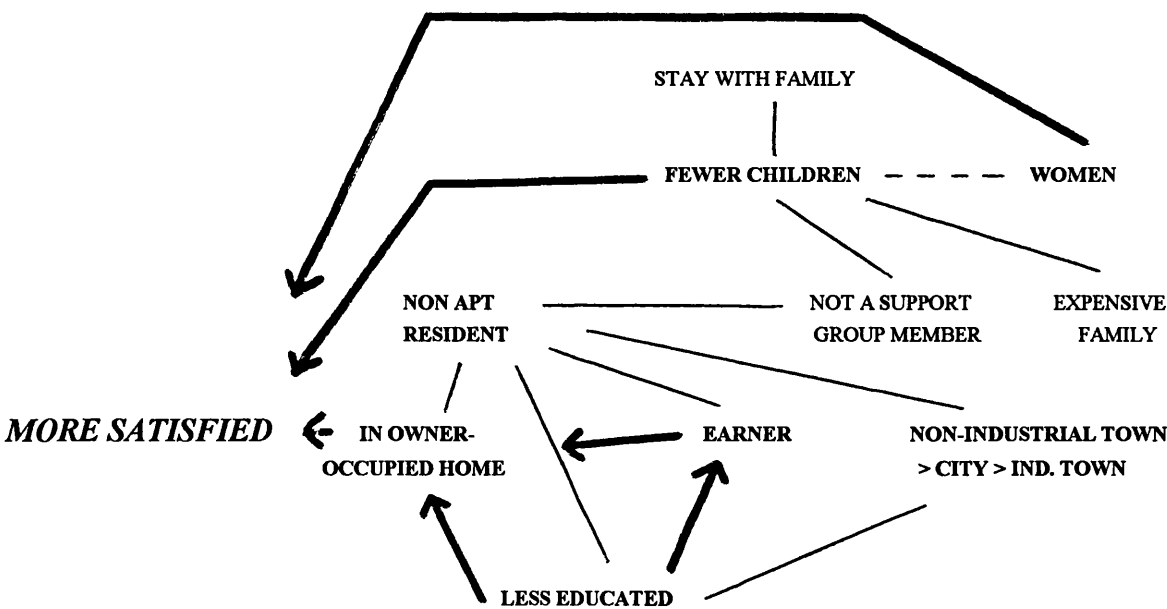 STAY WITH FAMILY
FEWER CHILDREN
WOMEN
NON APT
RESIDENT
NOT A SUPPORT
GROUP MEMBER
EXPENSIVE
FAMILY
MORE SATISFIED
IN OWNER-
OCCUPIED HOME
EARNER
NON-INDUSTRIAL TOWN
> CITY > IND. TOWN
LESS EDUCATED